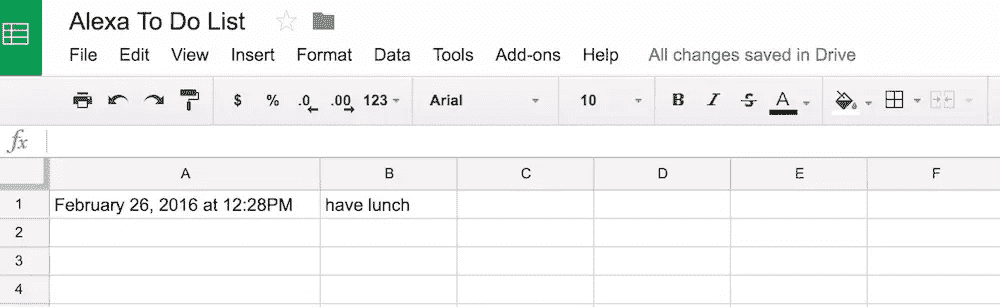 Alexa To Do List
File Edit View Insert Format Data Tools Add-ons Help All changes saved in Drive
$ % .0 .00 123 Arial 10 B I S A
fx
A B C D E F
1 February 26, 2016 at 12:28PM have lunch
2
3
4